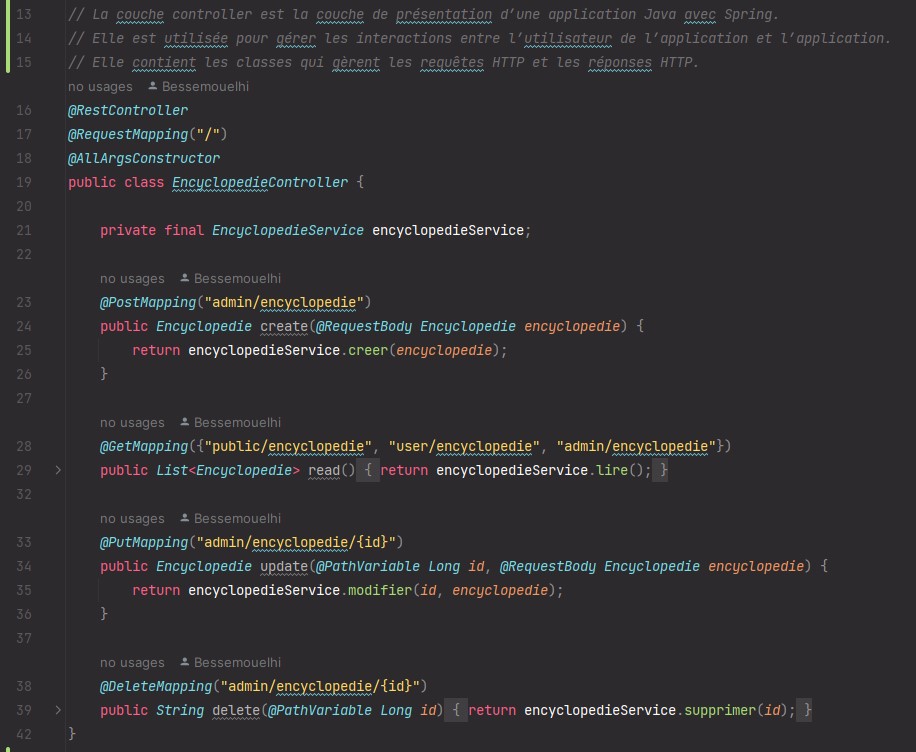 13 // La couche controller est la couche de présentation d’une application Java avec Spring.
14 // Elle est utilisée pour gérer les interactions entre l’utilisateur de l’application et l’application.
15 // Elle contient les classes qui gèrent les requêtes HTTP et les réponses HTTP.
no usages Bessemouelhi
16 @RestController
17 @RequestMapping("/")
18 @AllArgsConstructor
19 public class EncyclopedieController {
20
21 private final EncyclopedieService encyclopedieService;
22
no usages Bessemouelhi
23 @PostMapping("admin/encyclopedie")
24 public Encyclopedie create(@RequestBody Encyclopedie encyclopedie) {
25 return encyclopedieService.creer(encyclopedie);
26 }
27
no usages Bessemouelhi
28 @GetMapping({"public/encyclopedie", "user/encyclopedie", "admin/encyclopedie"})
29 public List<Encyclopedie> read() { return encyclopedieService.lire(); }
32
no usages Bessemouelhi
33 @PutMapping("admin/encyclopedie/{id}")
34 public Encyclopedie update(@PathVariable Long id, @RequestBody Encyclopedie encyclopedie) {
35 return encyclopedieService.modifier(id, encyclopedie);
36 }
37
no usages Bessemouelhi
38 @DeleteMapping("admin/encyclopedie/{id}")
39 public String delete(@PathVariable Long id) { return encyclopedieService.supprimer(id); }
42 }